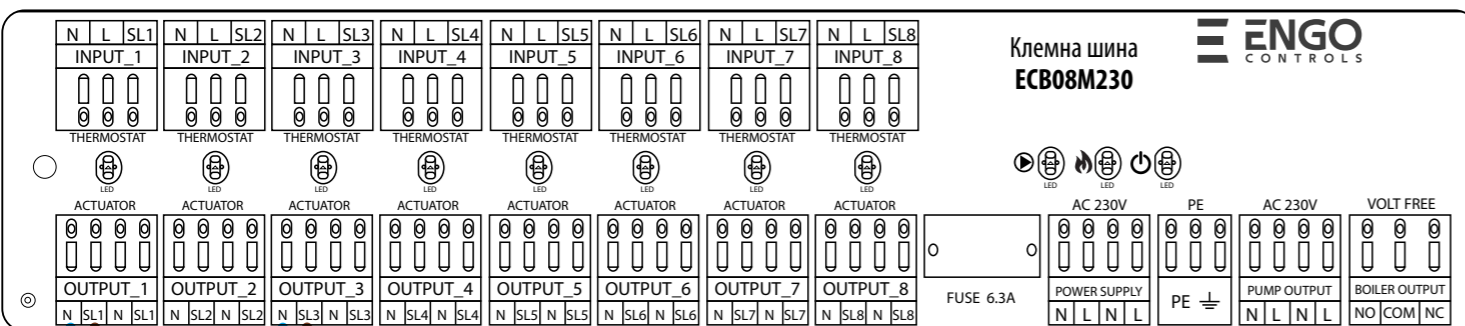 N L SL1 N L SL2 N L SL3 N L SL4 N L SL5 N L SL6 N L SL7 N L SL8
INPUT_1 INPUT_2 INPUT_3 INPUT_4 INPUT_5 INPUT_6 INPUT_7 INPUT_8
THERMOSTAT THERMOSTAT THERMOSTAT THERMOSTAT THERMOSTAT THERMOSTAT THERMOSTAT THERMOSTAT
LED LED LED LED LED LED LED LED
Клемна шина
ECB08M230
ENGO
CONTROLS
LED LED LED
ACTUATOR ACTUATOR ACTUATOR ACTUATOR ACTUATOR ACTUATOR ACTUATOR ACTUATOR
OUTPUT_1 OUTPUT_2 OUTPUT_3 OUTPUT_4 OUTPUT_5 OUTPUT_6 OUTPUT_7 OUTPUT_8
N SL1 N SL1 N SL2 N SL2 N SL3 N SL3 N SL4 N SL4 N SL5 N SL5 N SL6 N SL6 N SL7 N SL7 N SL8 N SL8
FUSE 6.3A
AC 230V PE AC 230V VOLT FREE
POWER SUPPLY PE PUMP OUTPUT BOILER OUTPUT
N L N L N L N L NO COM NC